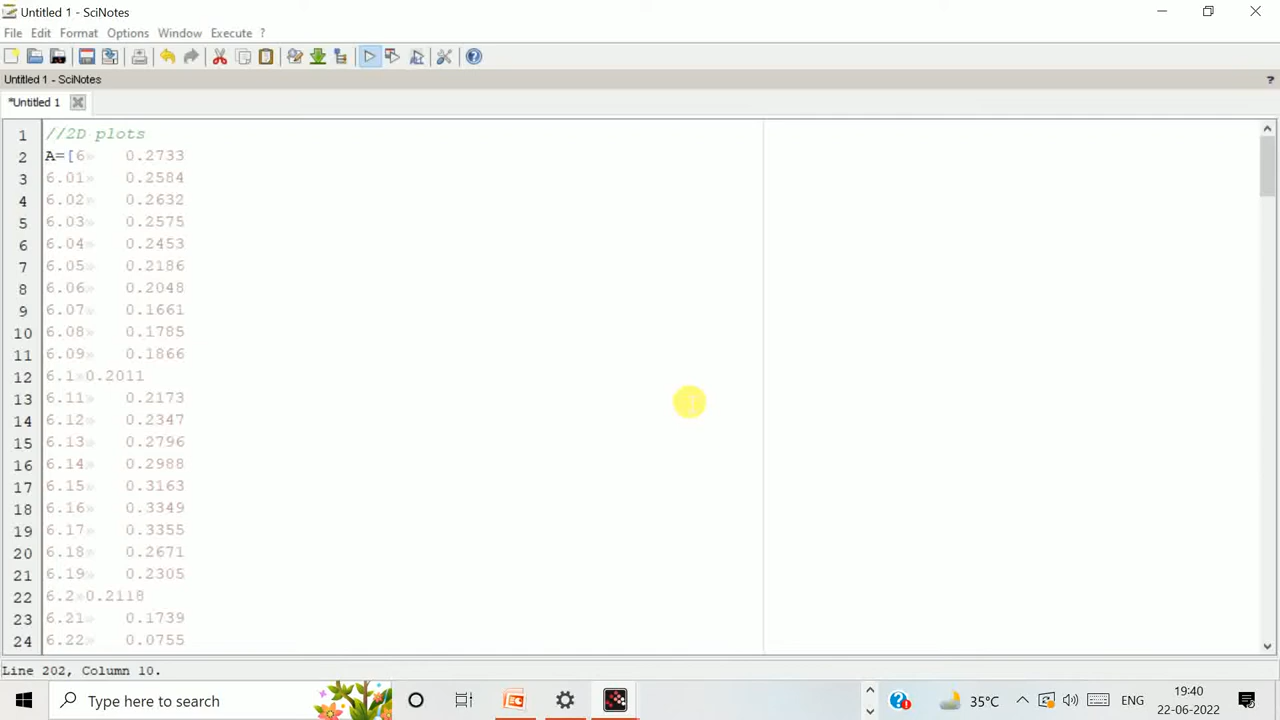 Untitled 1 - SciNotes
File Edit Format Options Window Execute ?
Untitled 1 - SciNotes
?
*Untitled 1
1 //2D plots
2 A=[6» 0.2733
3 6.01» 0.2584
4 6.02» 0.2632
5 6.03» 0.2575
6 6.04» 0.2453
7 6.05» 0.2186
8 6.06» 0.2048
9 6.07» 0.1661
10 6.08» 0.1785
11 6.09» 0.1866
12 6.1»0.2011
13 6.11» 0.2173
14 6.12» 0.2347
15 6.13» 0.2796
16 6.14» 0.2988
17 6.15» 0.3163
18 6.16» 0.3349
19 6.17» 0.3355
20 6.18» 0.2671
21 6.19» 0.2305
22 6.2»0.2118
23 6.21» 0.1739
24 6.22» 0.0755
Line 202, Column 10.
Type here to search
35°C
ENG
19:40
22-06-2022